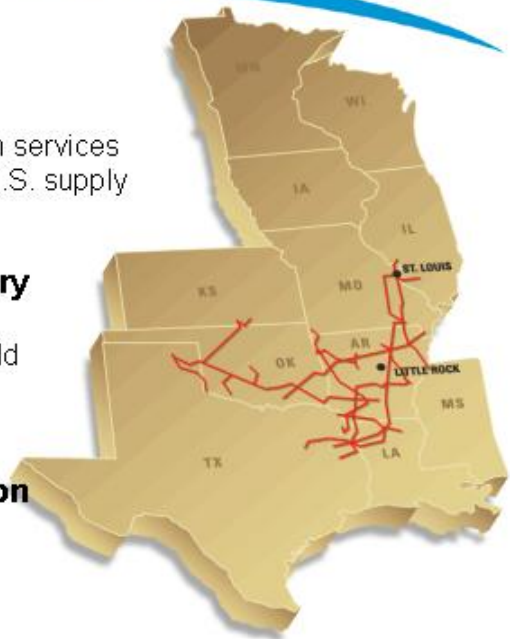 n services
.S. supply
ry
ld
on
MN
WI
IA
IL
ST. LOUIS
KS
MO
AR
OK
LITTLE ROCK
MS
TX
LA